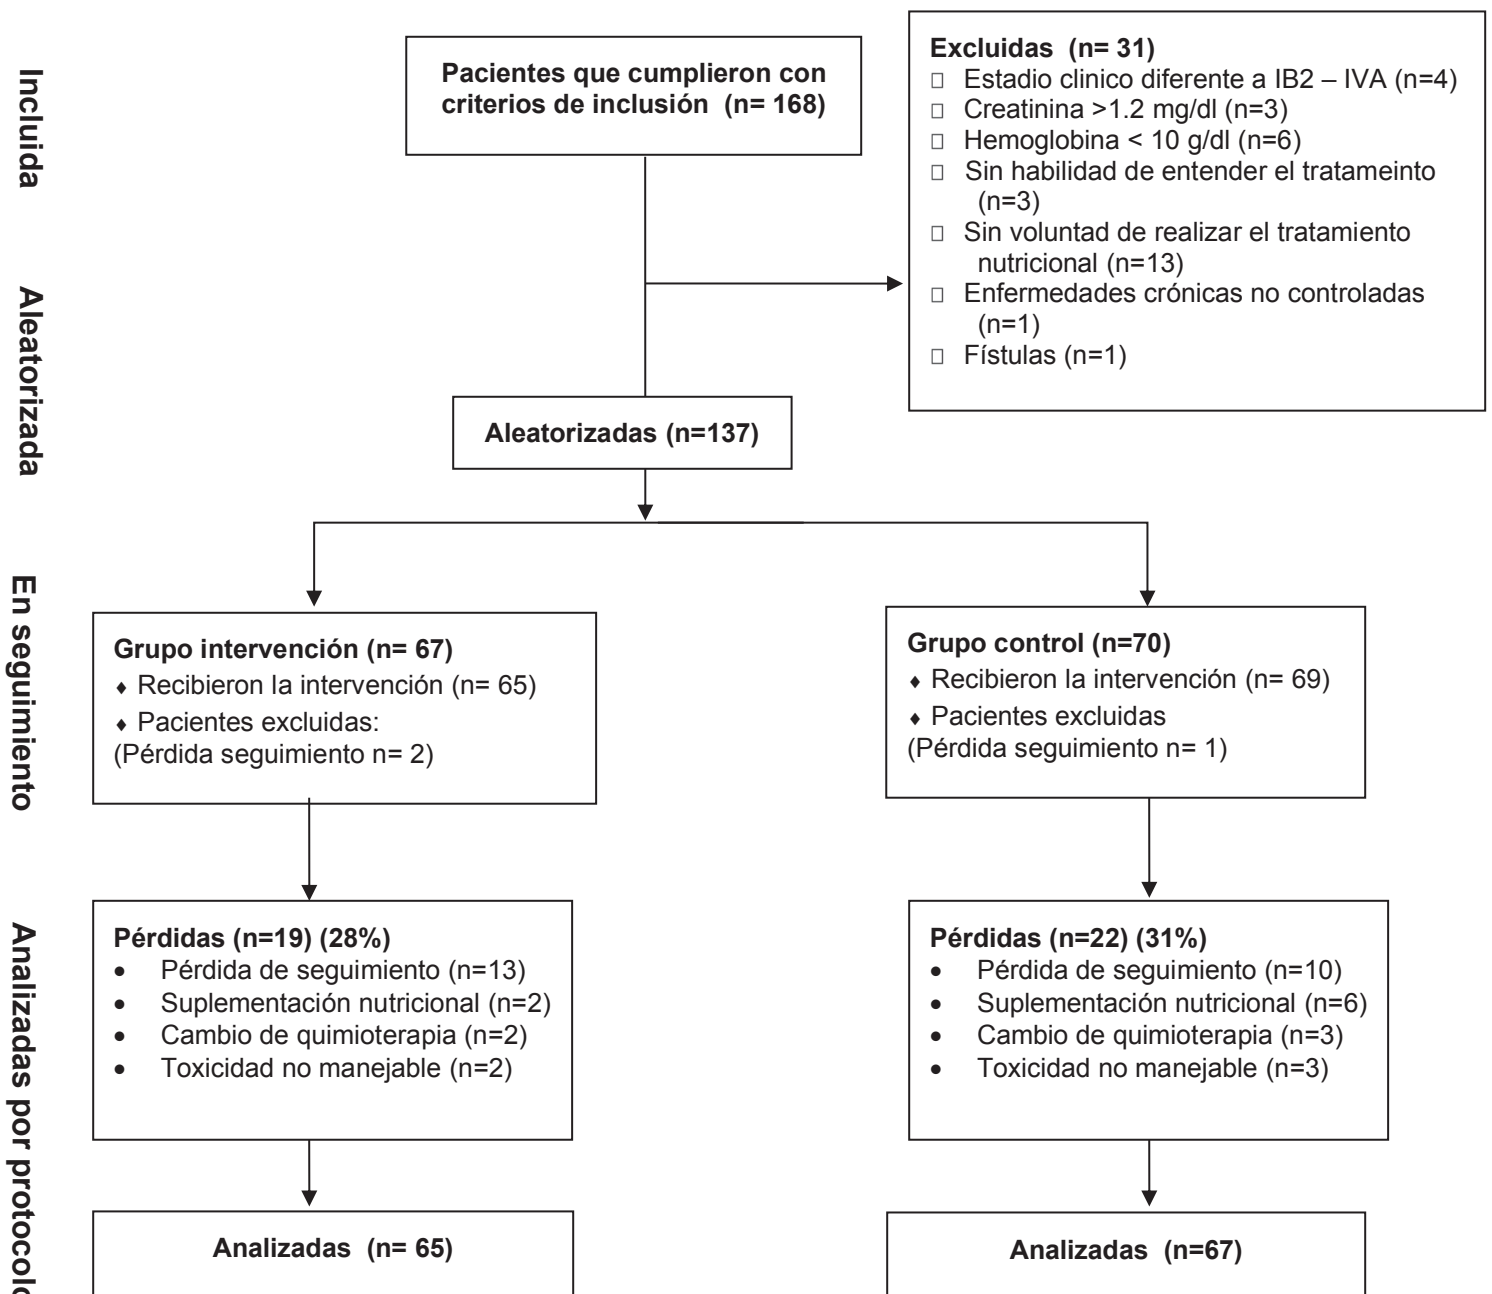 Incluida
Aleatorizada
En seguimiento
Analizadas por protocolo
Pacientes que cumplieron con
criterios de inclusión (n= 168)
Excluidas (n= 31)
Estadio clinico diferente a IB2 – IVA (n=4)
Creatinina >1.2 mg/dl (n=3)
Hemoglobina < 10 g/dl (n=6)
Sin habilidad de entender el tratameinto
(n=3)
Sin voluntad de realizar el tratamiento
nutricional (n=13)
Enfermedades crónicas no controladas
(n=1)
Fístulas (n=1)
Aleatorizadas (n=137)
Grupo intervención (n= 67)
♦ Recibieron la intervención (n= 65)
♦ Pacientes excluidas:
(Pérdida seguimiento n= 2)
Grupo control (n=70)
♦ Recibieron la intervención (n= 69)
♦ Pacientes excluidas
(Pérdida seguimiento n= 1)
Pérdidas (n=19) (28%)
• Pérdida de seguimiento (n=13)
• Suplementación nutricional (n=2)
• Cambio de quimioterapia (n=2)
• Toxicidad no manejable (n=2)
Pérdidas (n=22) (31%)
• Pérdida de seguimiento (n=10)
• Suplementación nutricional (n=6)
• Cambio de quimioterapia (n=3)
• Toxicidad no manejable (n=3)
Analizadas (n= 65)
Analizadas (n=67)